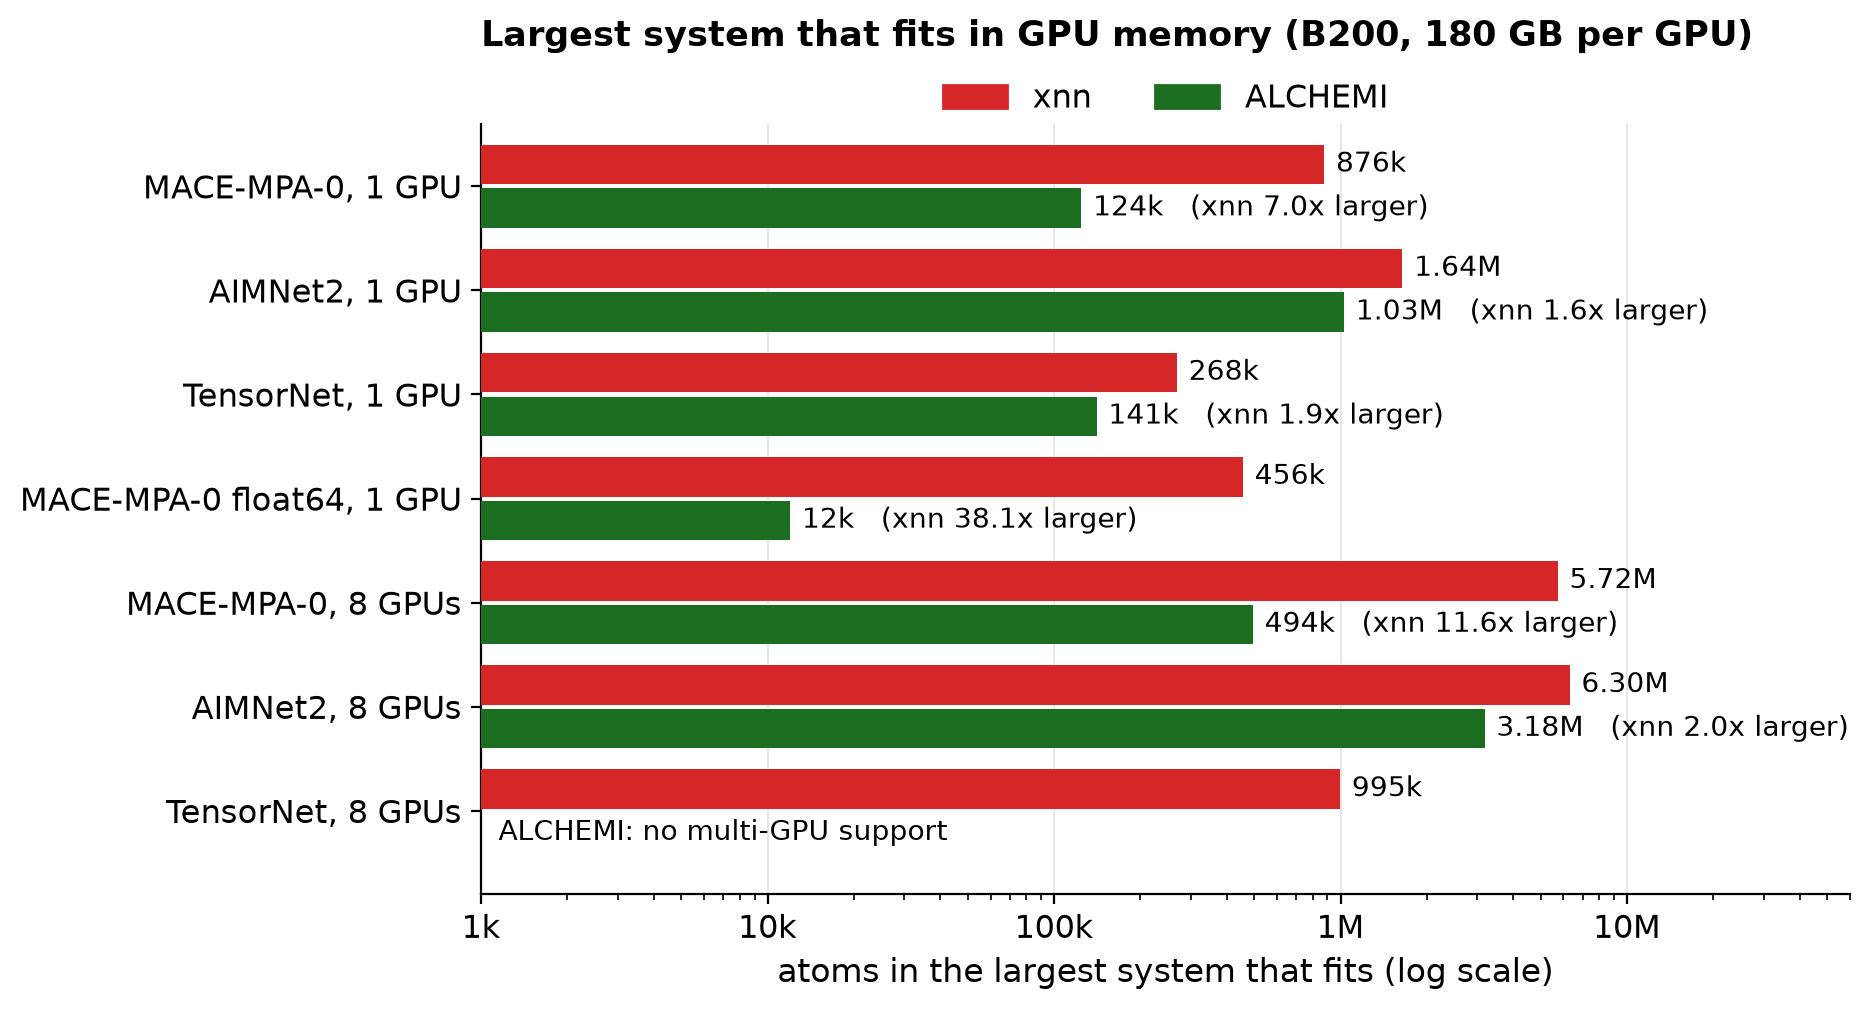 Largest system that fits in GPU memory (B200, 180 GB per GPU)
xnn
ALCHEMI
MACE-MPA-0, 1 GPU
876k
124k (xnn 7.0x larger)
AIMNet2, 1 GPU
1.64M
1.03M (xnn 1.6x larger)
TensorNet, 1 GPU
268k
141k (xnn 1.9x larger)
MACE-MPA-0 float64, 1 GPU
456k
12k (xnn 38.1x larger)
MACE-MPA-0, 8 GPUs
5.72M
494k (xnn 11.6x larger)
AIMNet2, 8 GPUs
6.30M
3.18M (xnn 2.0x larger)
TensorNet, 8 GPUs
995k
ALCHEMI: no multi-GPU support
1k 10k 100k 1M 10M
atoms in the largest system that fits (log scale)